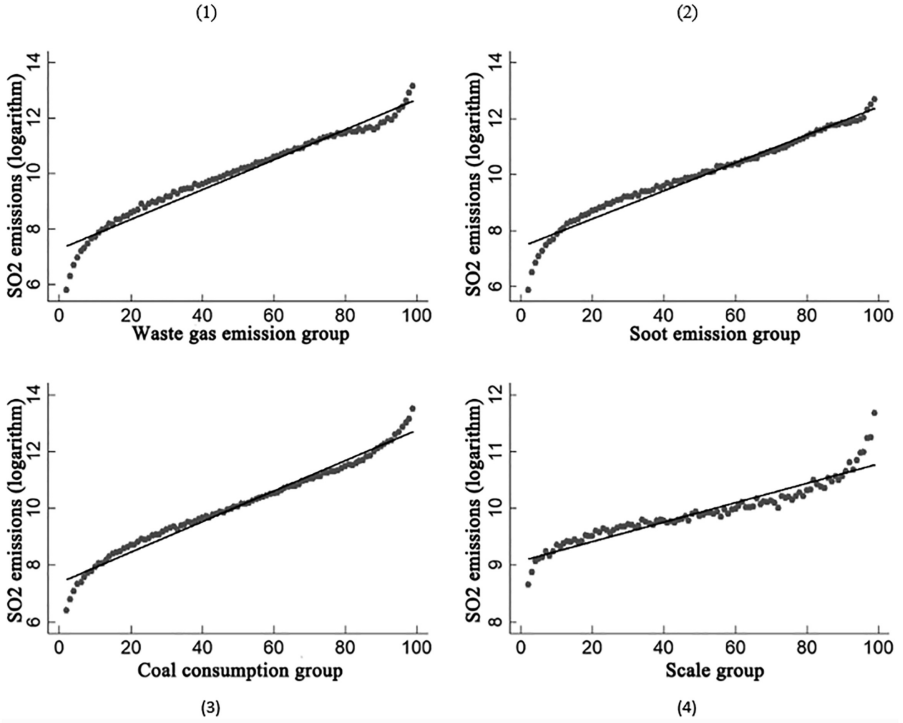 (1)
(2)
SO2 emissions (logarithm)
14
12
10
8
6
0 20 40 60 80 100
Waste gas emission group
SO2 emissions (logarithm)
14
12
10
8
6
0 20 40 60 80 100
Soot emission group
SO2 emissions (logarithm)
14
12
10
8
6
0 20 40 60 80 100
Coal consumption group
SO2 emissions (logarithm)
12
11
10
9
8
0 20 40 60 80 100
Scale group
(3)
(4)